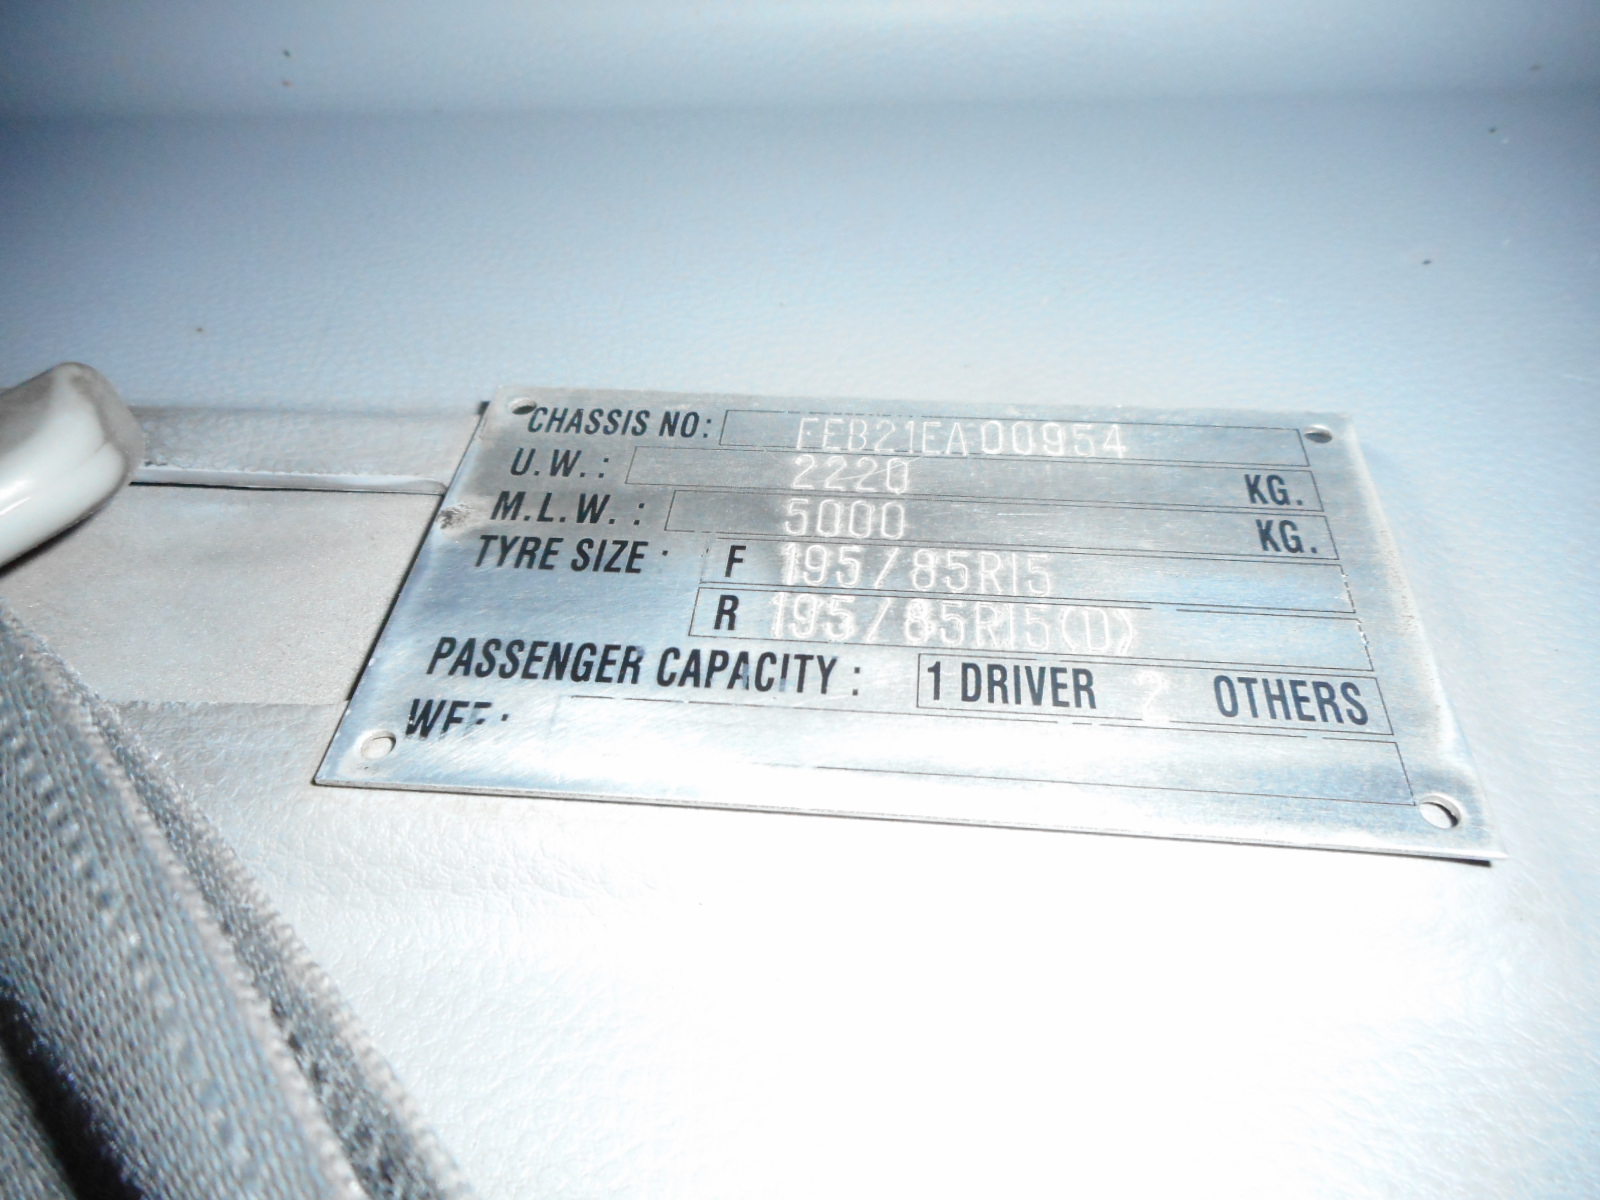 CHASSIS NO: FEB21EA00954
U.W.: 2220 KG.
M.L.W.: 5000 KG.
TYRE SIZE: F 195/85R15
R 195/85R15(D)
PASSENGER CAPACITY: 1 DRIVER 2 OTHERS